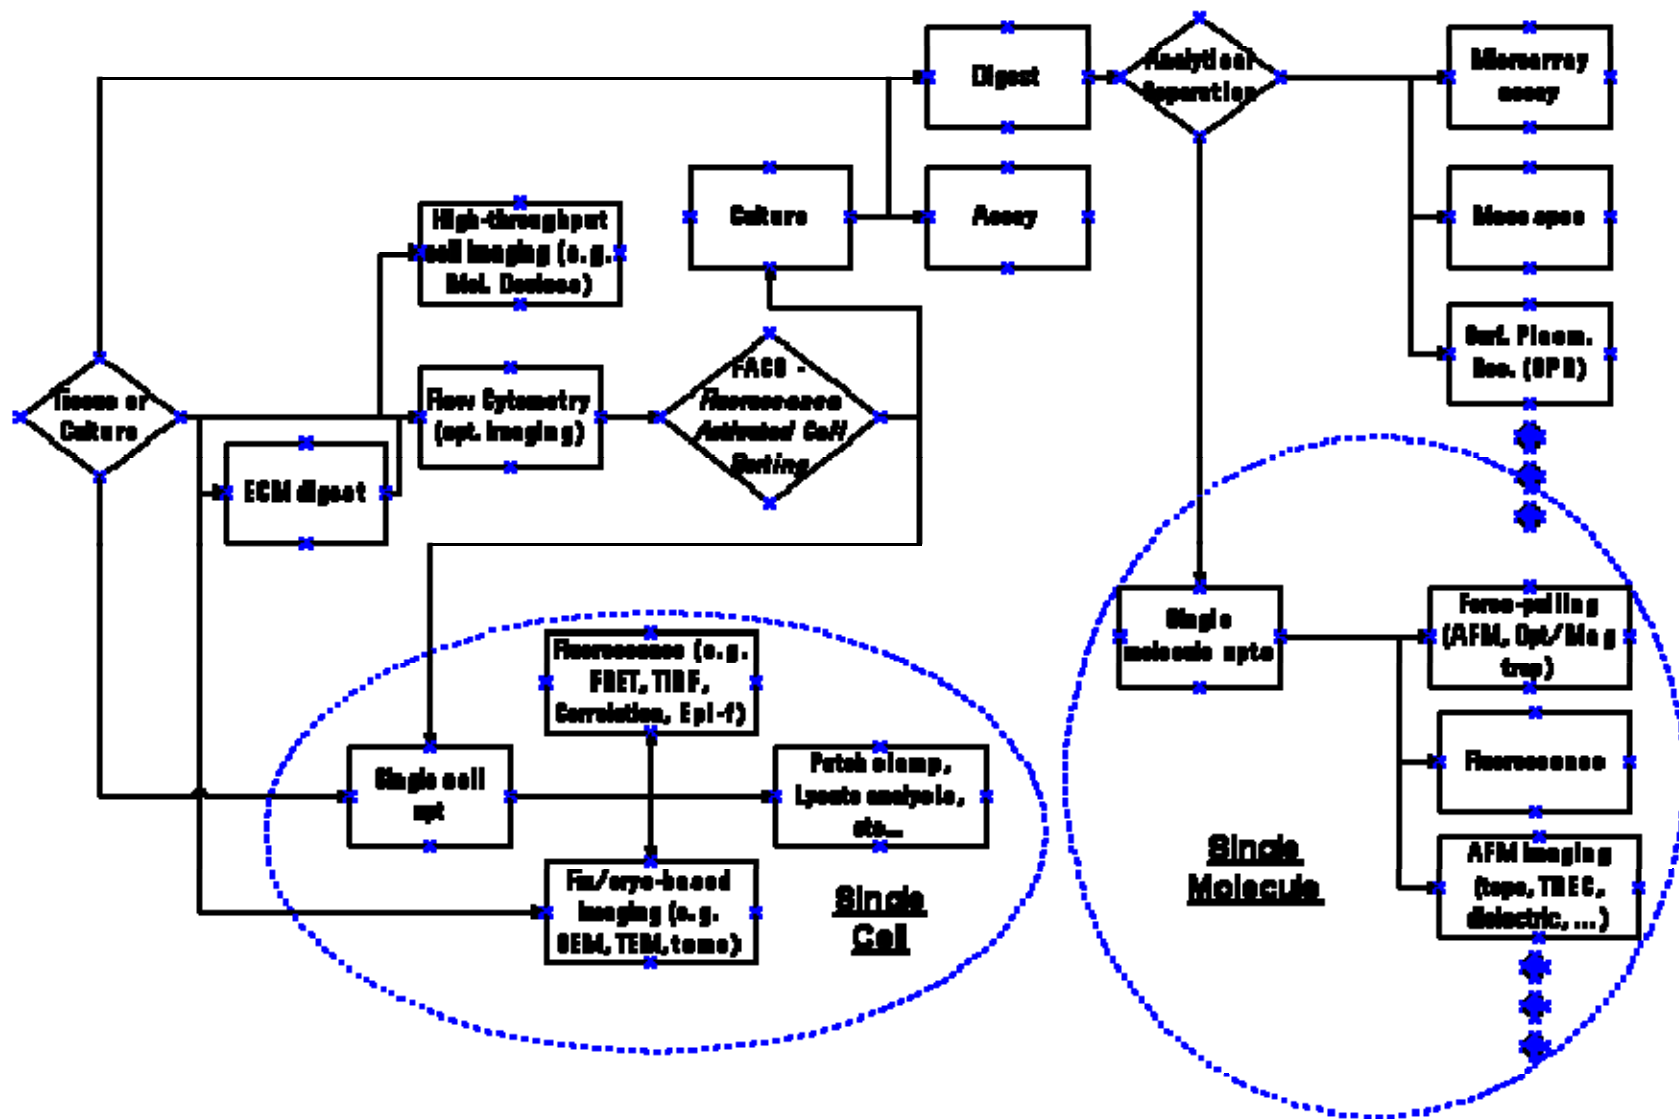 Digest
Analytical
Separation
Microarray
assay
High-throughput
cell imaging (e.g.
Mol. Devices)
Culture
Assay
Mass spec
Surf. Plasm.
Res. (SPR)
Tissue or
Culture
Flow Cytometry
(opt. imaging)
FACS -
Fluorescence
Activated Cell
Sorting
ECM digest
Single
molecule
Force-pulling
(AFM, Opt/Mag
trap)
Fluorescence (e.g.
FRET, TIRF,
Correlation, Epi-f)
Fluorescence
Single cell
Patch clamp,
Lysate analysis,
etc...
Single
Molecule
AFM imaging
(topo, TREC,
dielectric, ...)
Fix/cryo-based
imaging (e.g.
SEM, TEM, tomo)
Single
Cell